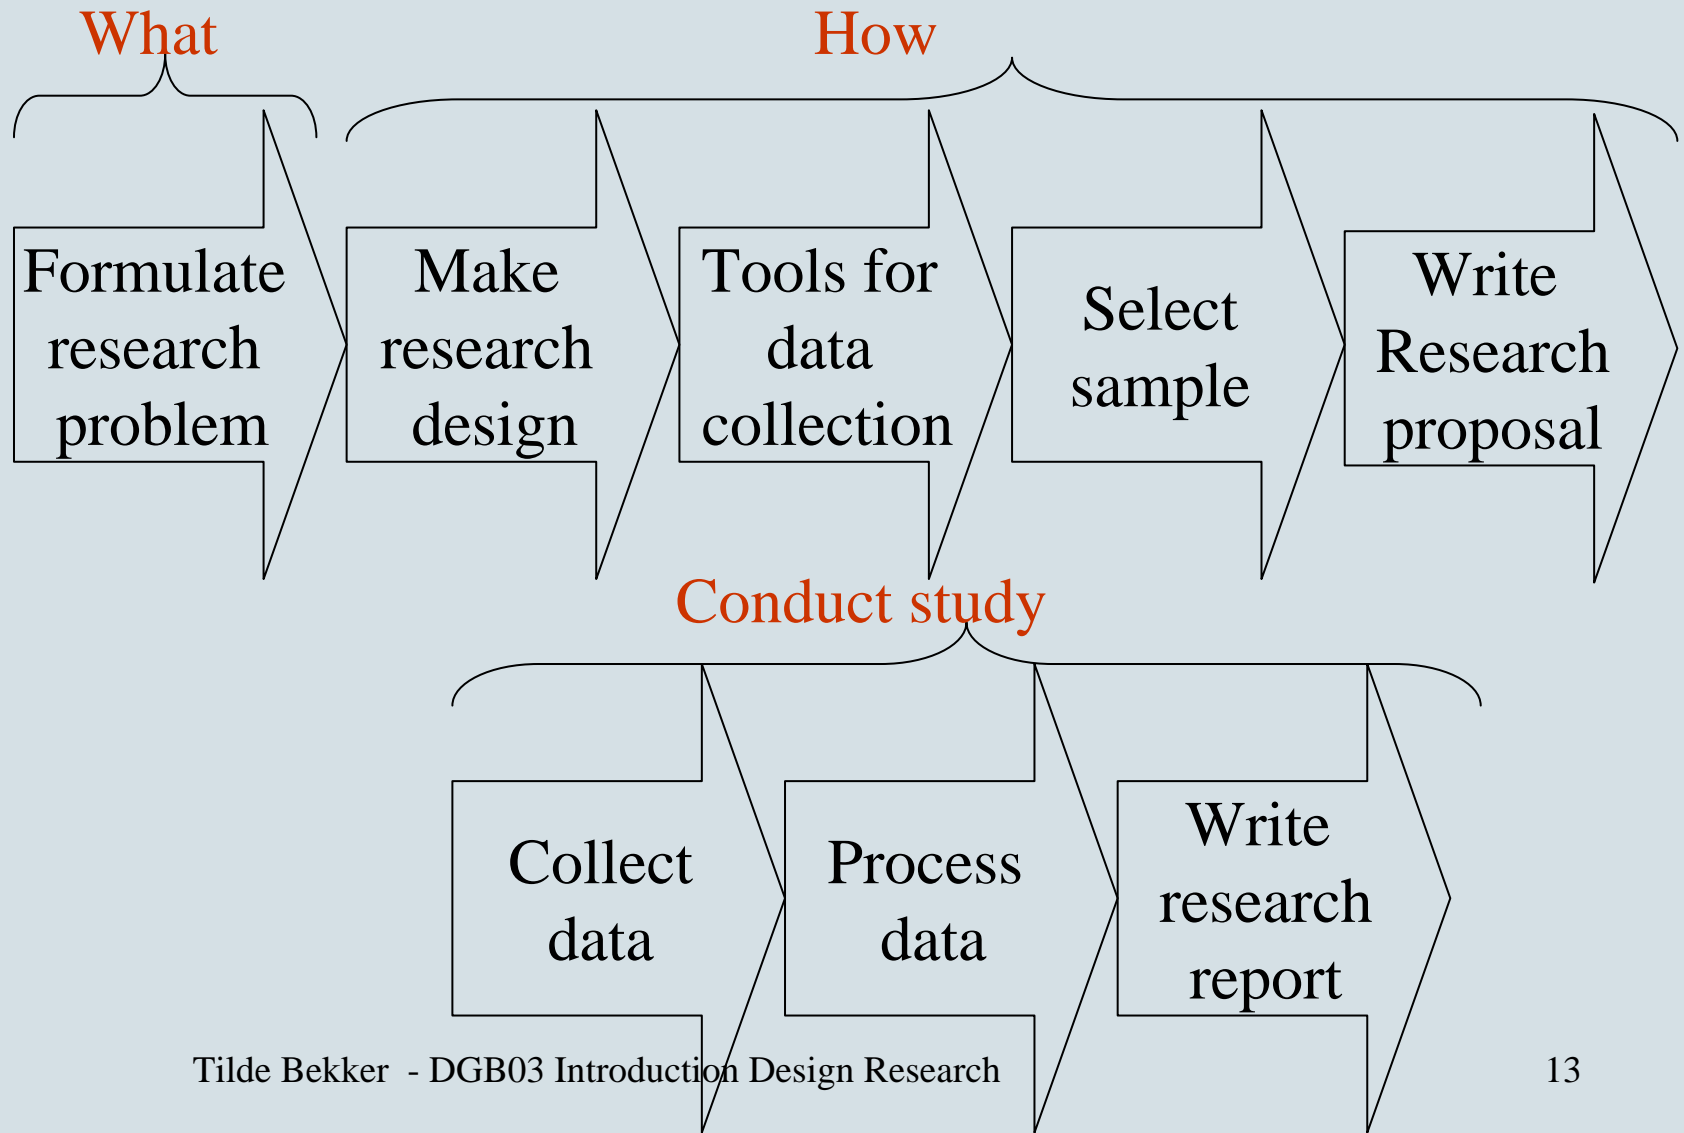 What
How
Formulate
research
problem
Make
research
design
Tools for
data
collection
Select
sample
Write
Research
proposal
Conduct study
Collect
data
Process
data
Write
research
report
Tilde Bekker - DGB03 Introduction Design Research
13